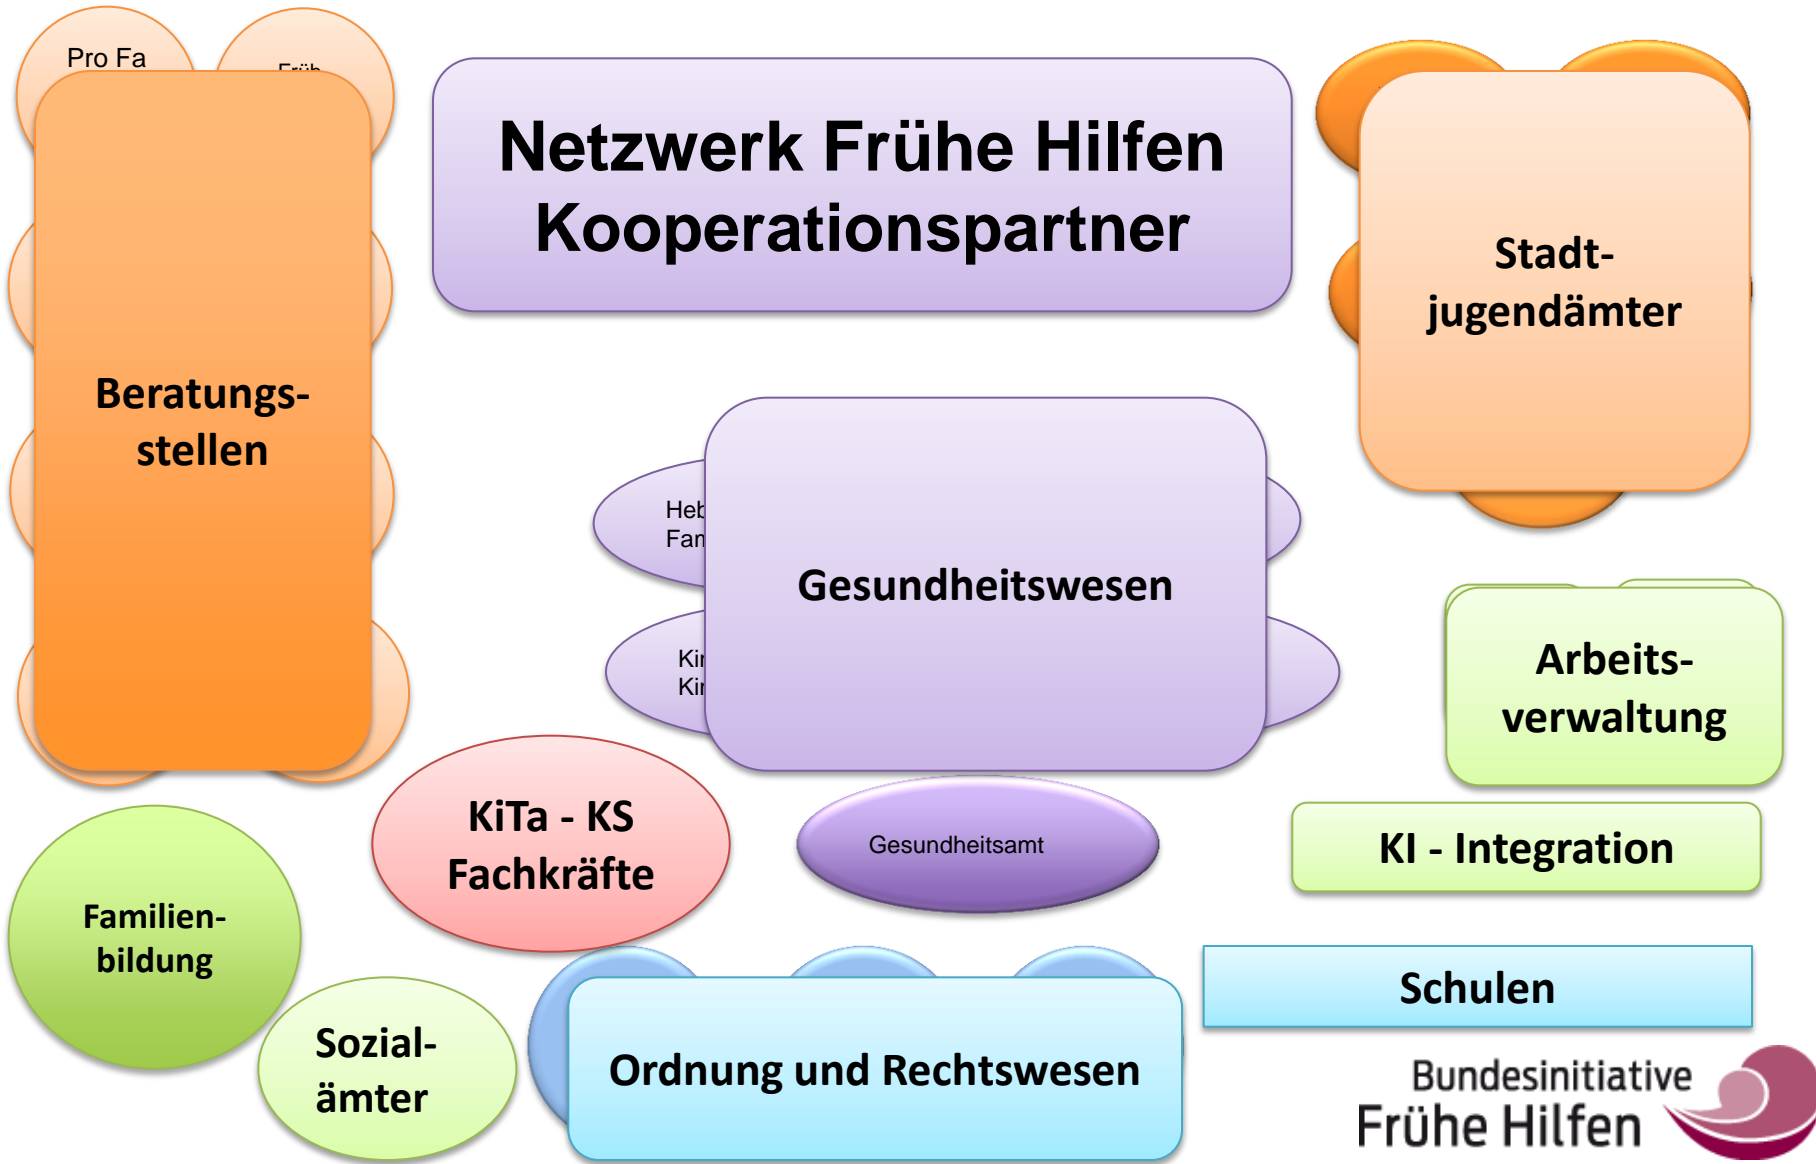 Pro Fa
Netzwerk Frühe Hilfen
Kooperationspartner
Stadt-
jugendämter
Beratungs-
stellen
Gesundheitswesen
Arbeits-
verwaltung
KiTa - KS
Fachkräfte
Gesundheitsamt
KI - Integration
Familien-
bildung
Schulen
Sozial-
ämter
Ordnung und Rechtswesen
Bundesinitiative
Frühe Hilfen